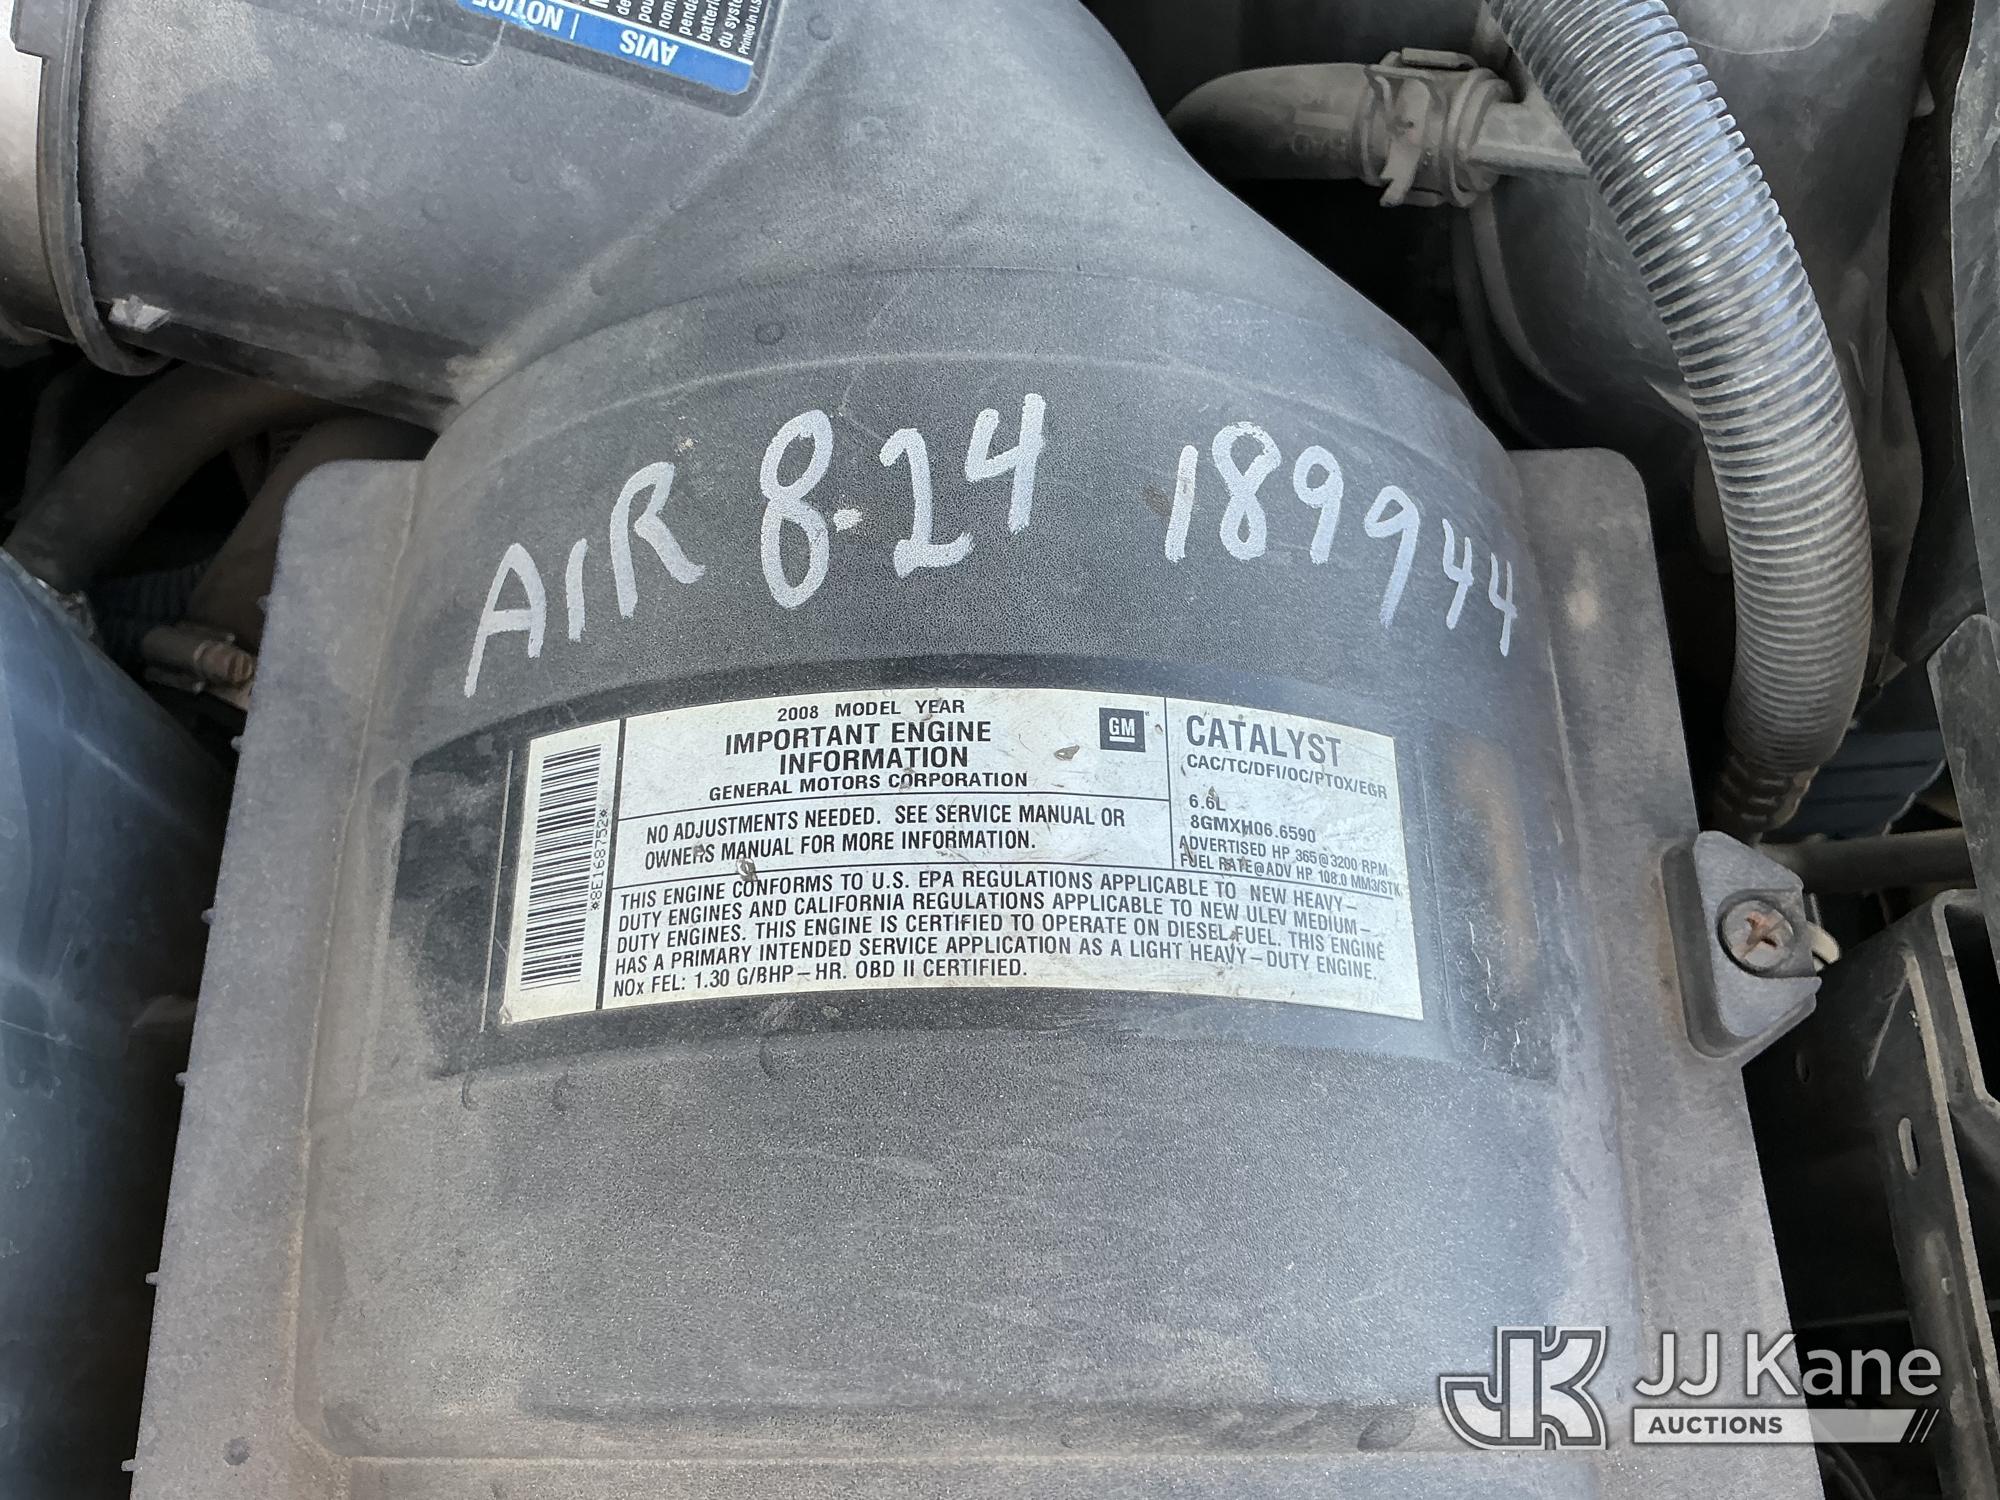 NOTICE
AVIS
Printed in U.S.
AIR 8-24 189944
2008 MODEL YEAR
IMPORTANT ENGINE
INFORMATION
GENERAL MOTORS CORPORATION
GM
NO ADJUSTMENTS NEEDED. SEE SERVICE MANUAL OR
OWNERS MANUAL FOR MORE INFORMATION.
CATALYST
CAC/TC/DFI/OC/PTOX/EGR
6.6L
8GMXH06.6590
ADVERTISED HP 365@3200 RPM
FUEL RATE@ADV HP 108.0 MM3/STK
THIS ENGINE CONFORMS TO U.S. EPA REGULATIONS APPLICABLE TO NEW HEAVY-
DUTY ENGINES AND CALIFORNIA REGULATIONS APPLICABLE TO NEW ULEV MEDIUM-
DUTY ENGINES. THIS ENGINE IS CERTIFIED TO OPERATE ON DIESEL FUEL. THIS ENGINE
HAS A PRIMARY INTENDED SERVICE APPLICATION AS A LIGHT HEAVY-DUTY ENGINE.
NOx FEL: 1.30 G/BHP-HR. OBD II CERTIFIED.
*8E168752*
JK JJ Kane
AUCTIONS